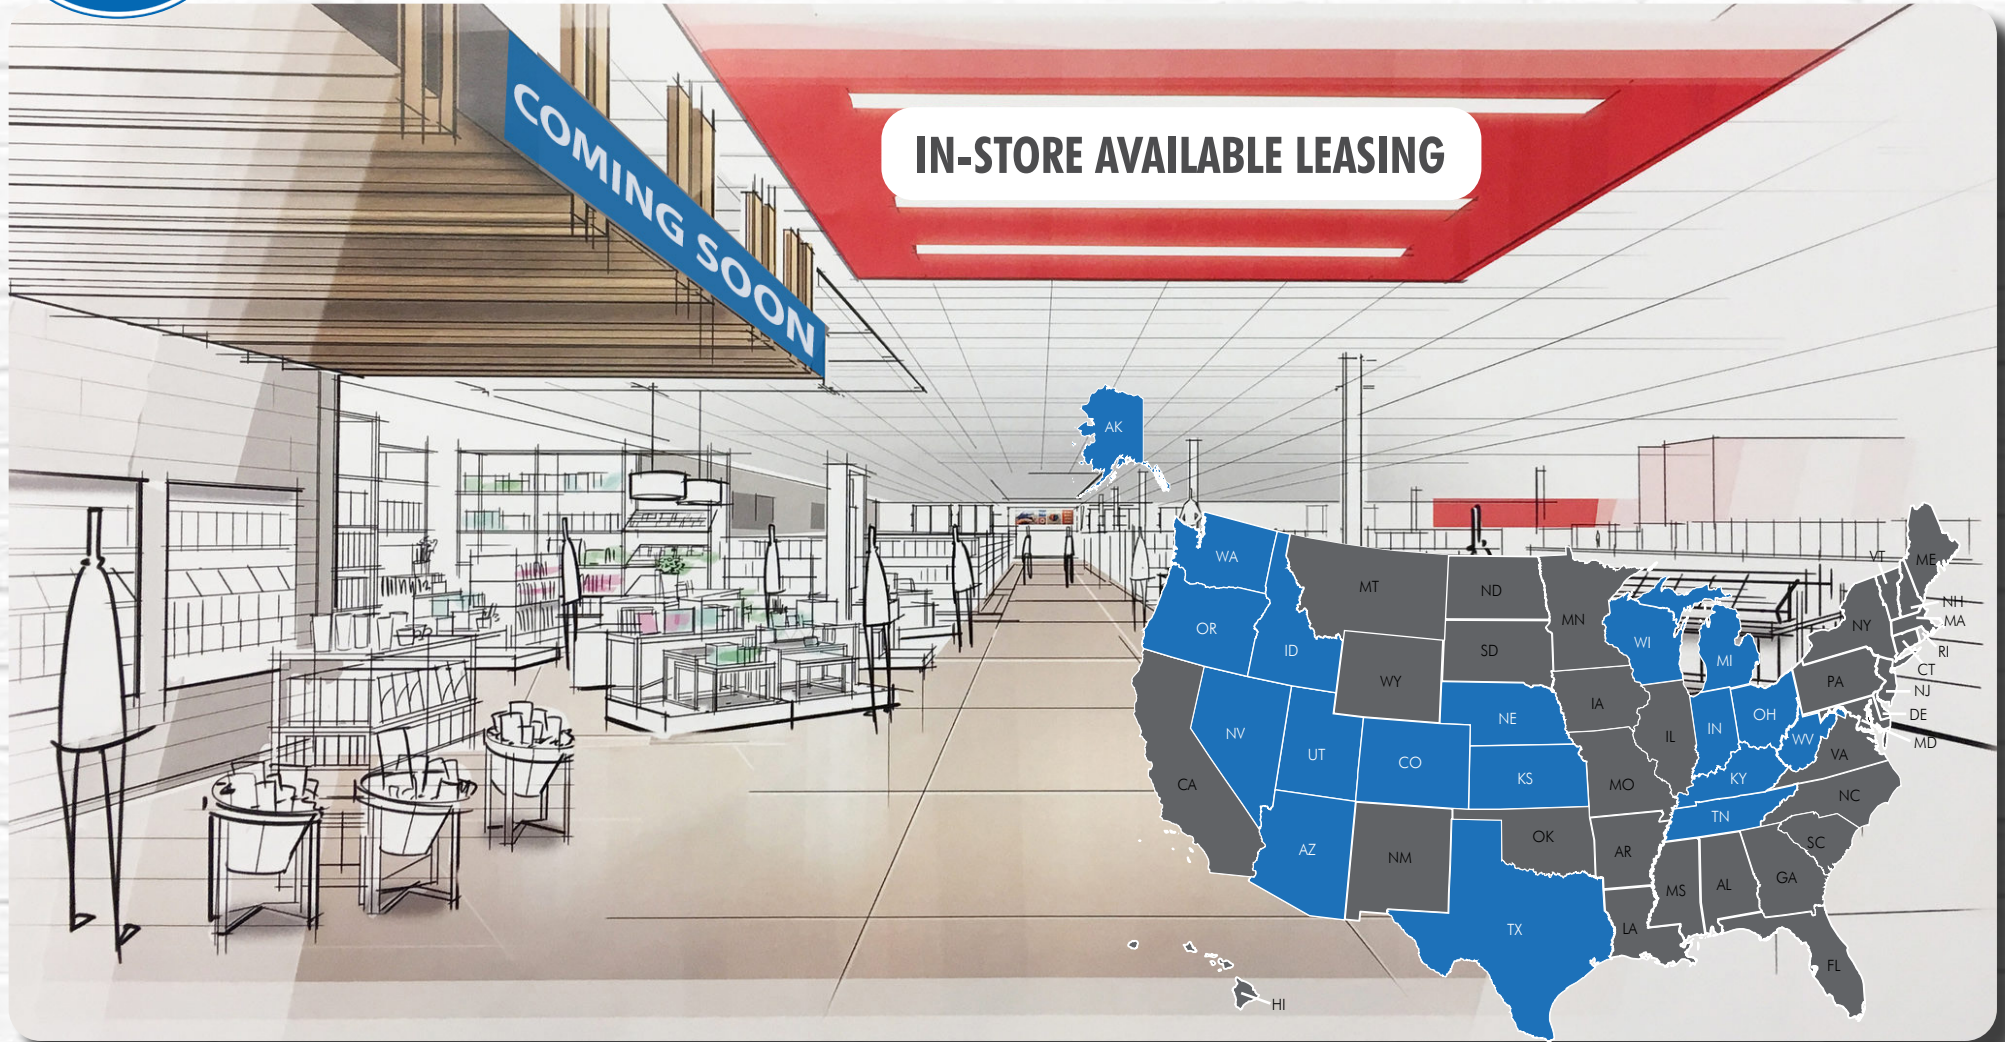 COMING SOON
IN-STORE AVAILABLE LEASING
AK
WA
MT
ND
MN
VT
ME
NH
MA
NY
RI
CT
OR
ID
SD
WI
MI
WY
IA
PA
NJ
DE
MD
NE
IL
IN
OH
WV
VA
NV
UT
CO
KS
MO
KY
NC
CA
TN
SC
AZ
NM
OK
AR
MS
AL
GA
TX
LA
FL
HI